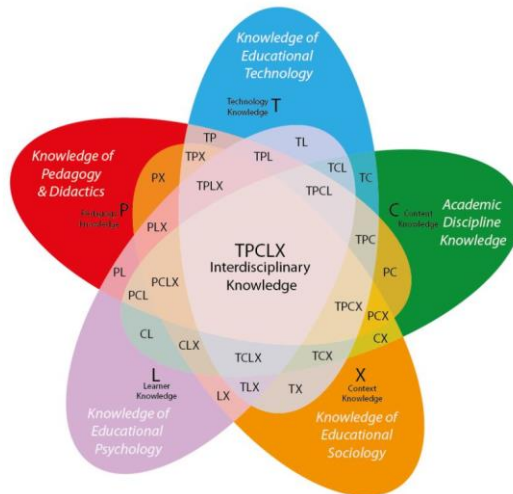 Knowledge of
Educational
Technology
Technology T
Knowledge
TP
TL
TPX
TPL
TCL
TC
Knowledge of
Pedagogy
& Didactics
PX
TPLX
TPCL
P
Knowledge
C Context
Knowledge
Academic
Discipline
Knowledge
PLX
TPC
TPCLX
Interdisciplinary
Knowledge
PL
PCLX
PC
PCL
TPCX
PCX
CL
CLX
CX
TCLX
TCX
L
Learner
Knowledge
TLX
TX
LX
X
Context
Knowledge
Knowledge of
Educational
Psychology
Knowledge of
Educational
Sociology